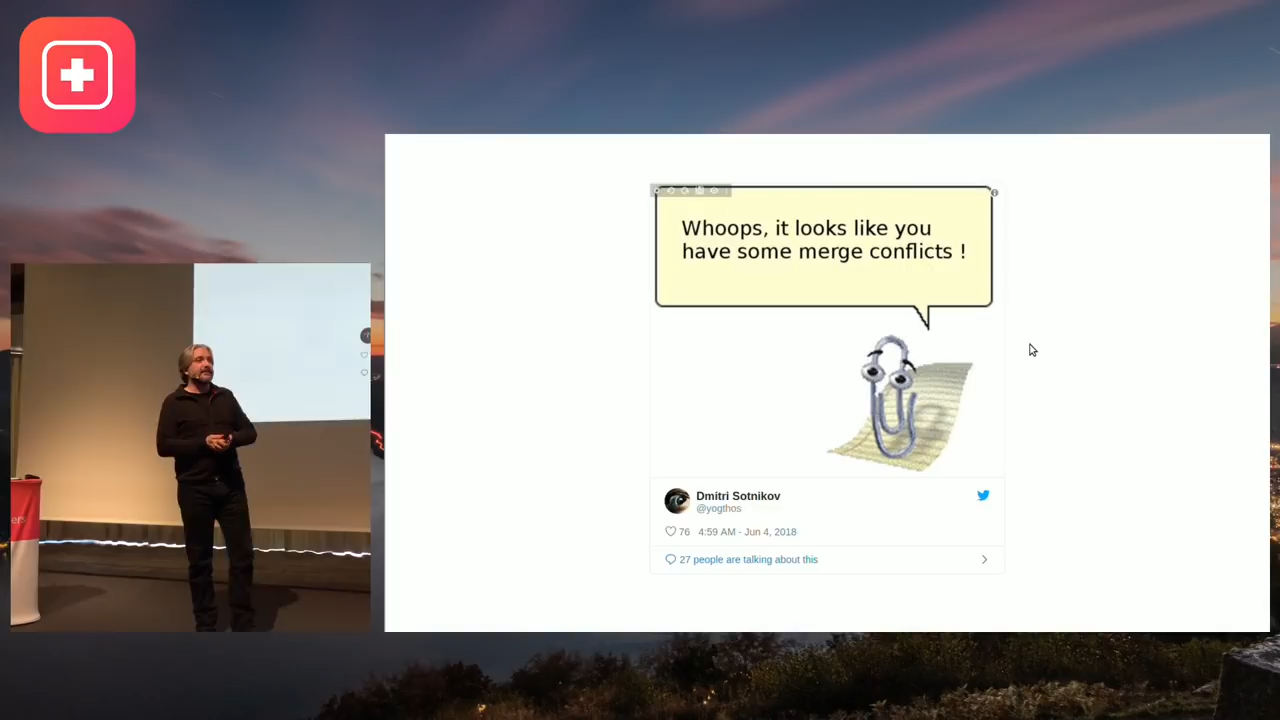 Whoops, it looks like you
have some merge conflicts !
Dmitri Sotnikov
@yogthos
76 4:59 AM - Jun 4, 2018
27 people are talking about this